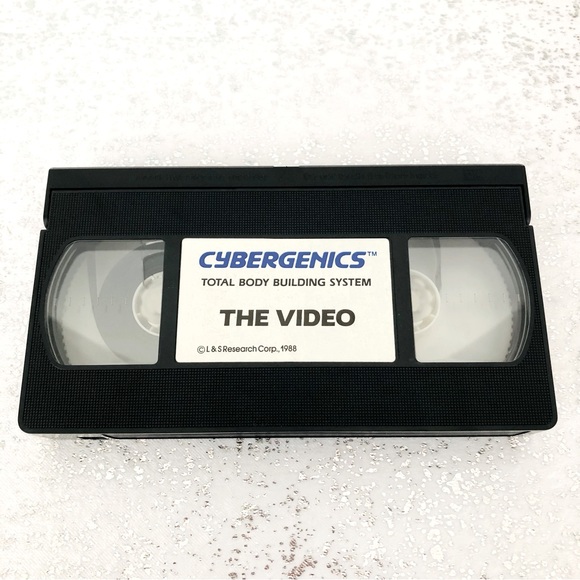 CYBERGENICS™
TOTAL BODY BUILDING SYSTEM
THE VIDEO
©L & S Research Corp., 1988